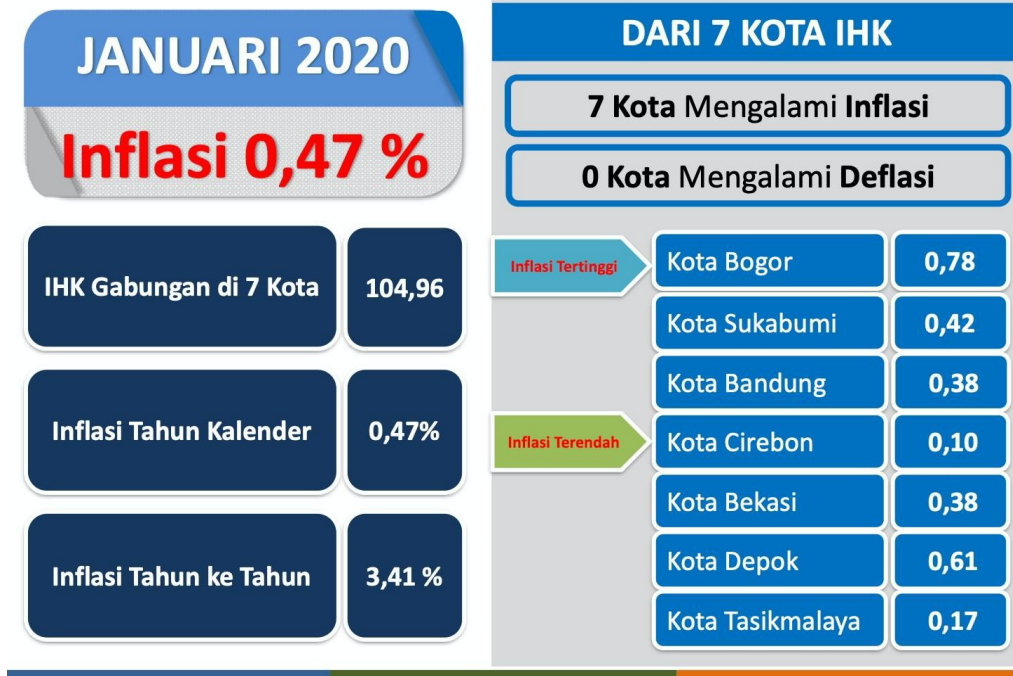 JANUARI 2020
Inflasi 0,47 %
IHK Gabungan di 7 Kota 104,96
Inflasi Tahun Kalender 0,47%
Inflasi Tahun ke Tahun 3,41 %
DARI 7 KOTA IHK
7 Kota Mengalami Inflasi
0 Kota Mengalami Deflasi
Inflasi Tertinggi Kota Bogor 0,78
Kota Sukabumi 0,42
Kota Bandung 0,38
Inflasi Terendah Kota Cirebon 0,10
Kota Bekasi 0,38
Kota Depok 0,61
Kota Tasikmalaya 0,17